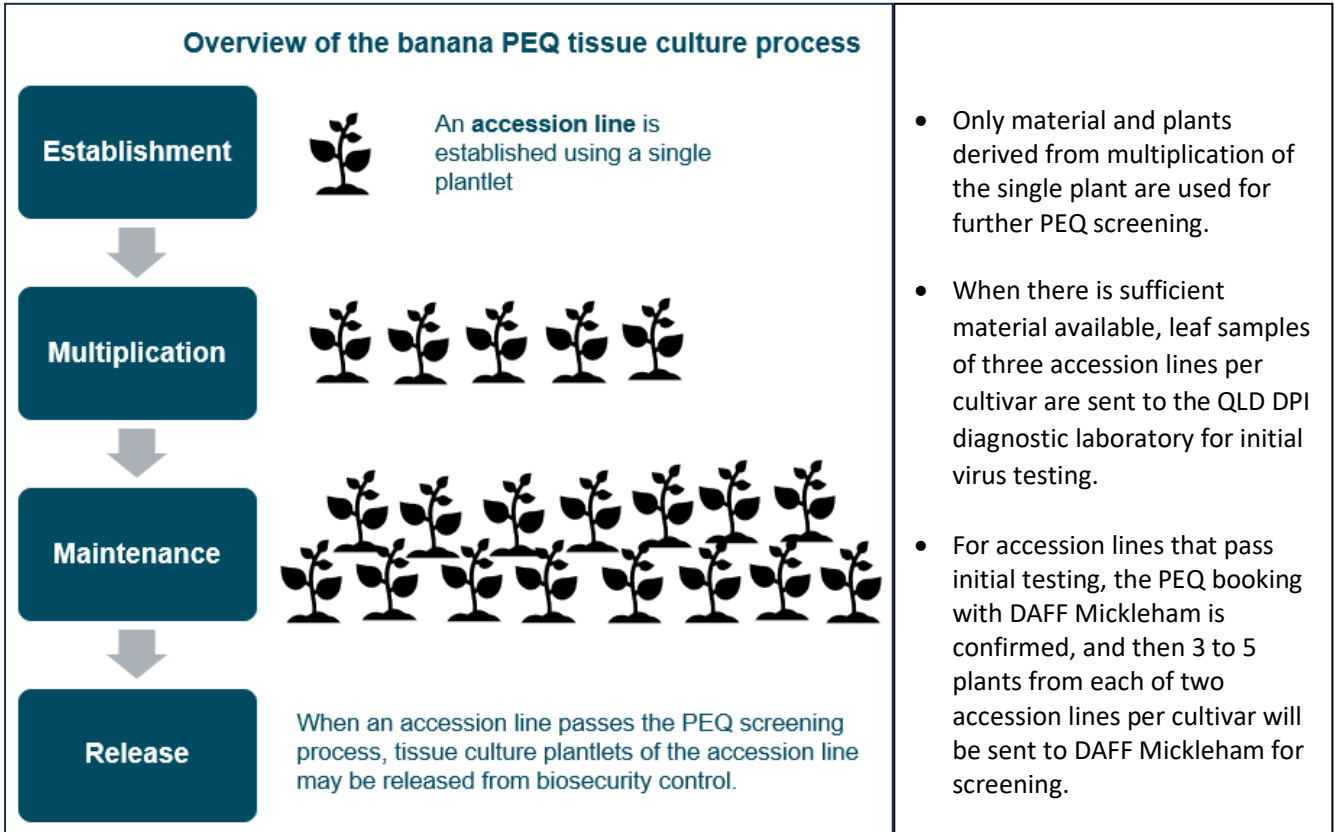 Overview of the banana PEQ tissue culture process
Establishment
An accession line is
established using a single
plantlet
Multiplication
Maintenance
Release
When an accession line passes the PEQ screening
process, tissue culture plantlets of the accession line
may be released from biosecurity control.
• Only material and plants
derived from multiplication of
the single plant are used for
further PEQ screening.
• When there is sufficient
material available, leaf samples
of three accession lines per
cultivar are sent to the QLD DPI
diagnostic laboratory for initial
virus testing.
• For accession lines that pass
initial testing, the PEQ booking
with DAFF Mickleham is
confirmed, and then 3 to 5
plants from each of two
accession lines per cultivar will
be sent to DAFF Mickleham for
screening.